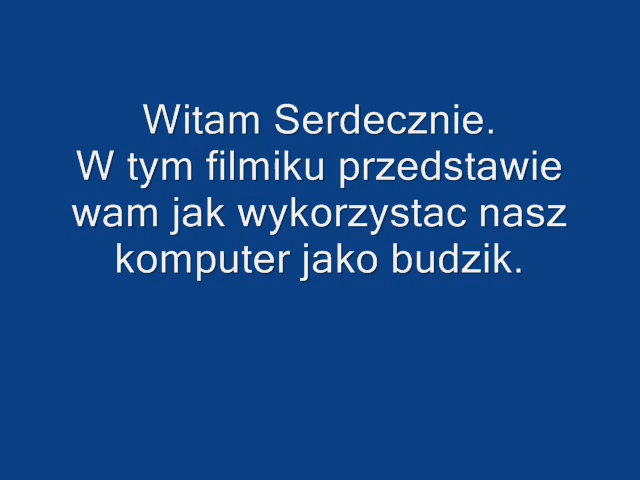 Witam Serdecznie.
W tym filmiku przedstawie
wam jak wykorzystac nasz
komputer jako budzik.